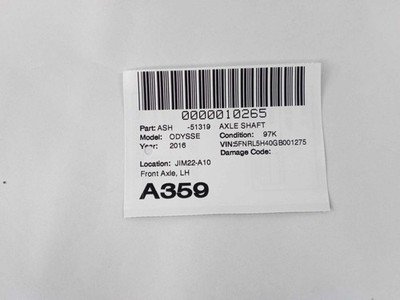 0000010265
Part: ASH -51319 AXLE SHAFT
Model: ODYSSE Condition: 97K
Year: 2016 VIN:5FNRL5H40GB001275
Damage Code:
Location: JIM22-A10
Front Axle, LH
A359